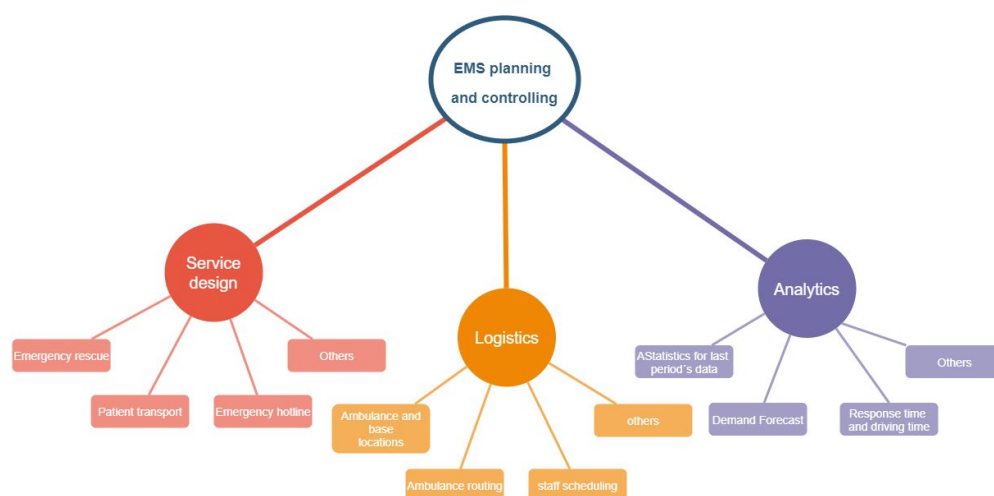 EMS planning
and controlling
Service
design
Analytics
Logistics
Emergency rescue
Others
AStatistics for last
period´s data
Others
Patient transport
Emergency hotline
Ambulance and
base
locations
others
Demand Forecast
Response time
and driving time
Ambulance routing
staff scheduling